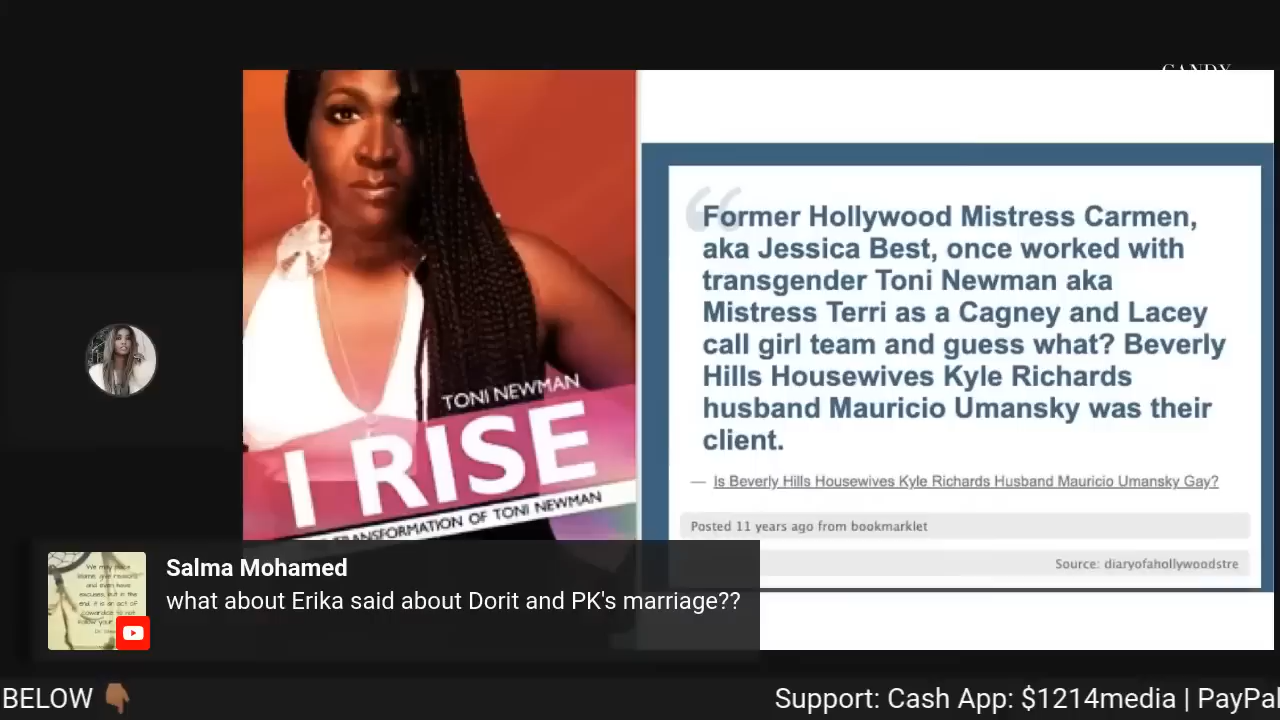 CANDY
TONI NEWMAN
I RISE
TRANSFORMATION OF TONI NEWMAN
Former Hollywood Mistress Carmen,
aka Jessica Best, once worked with
transgender Toni Newman aka
Mistress Terri as a Cagney and Lacey
call girl team and guess what? Beverly
Hills Housewives Kyle Richards
husband Mauricio Umansky was their
client.
— Is Beverly Hills Housewives Kyle Richards Husband Mauricio Umansky Gay?
Posted 11 years ago from bookmarklet
Source: diaryofahollywoodstre
Salma Mohamed
what about Erika said about Dorit and PK's marriage??
BELOW 👇🏾
Support: Cash App: $1214media | PayPal